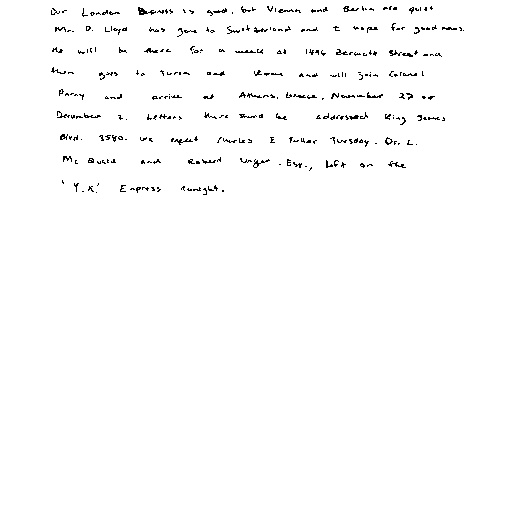 Our London Business is good, but Vienna and Berlin are quiet
Mr. D. Lloyd has gone to Switzerland and I hope for good news.
He will be there for a week at 1496 Zermatt Street and
then goes to Turin and Rome and will join Colonel
Parry and arrive at Athens, Greece, November 27 or
December 2. Letters there should be addressed King James
Blvd. 3580. We expect Charles E Fuller Tuesday. Dr. L.
Mc Quaid and Robert Unger, Esq., left on the
'Y.X.' Express tonight.